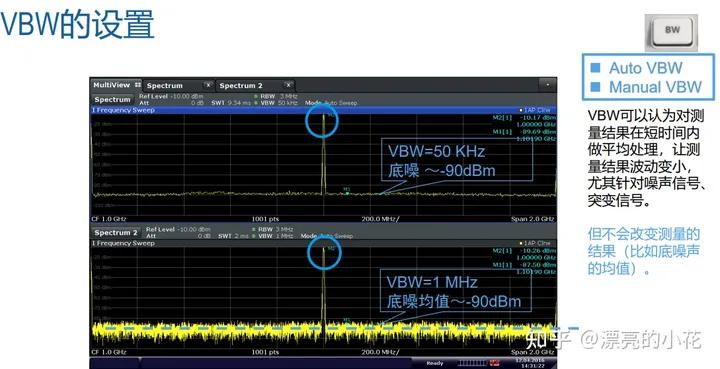 VBW的设置
BW
Auto VBW
Manual VBW
VBW可以认为对测
量结果在短时间内
做平均处理，让测
量结果波动变小，
尤其针对噪声信号、
突变信号。
但不会改变测量的
结果（比如底噪声
的均值）。
MultiView Spectrum Spectrum 2
Spectrum
Ref Level -10.00 dBm RBW 3 MHz
Att 0 dB SWT 9.34 ms VBW 50 kHz Mode Auto Sweep
1 Frequency Sweep 1AP Clrw
M2[1] -10.17 dBm
1.00000 GHz
M1[1] -89.69 dBm
1.10190 GHz
VBW=50 KHz
底噪 ～-90dBm
M1
CF 1.0 GHz 1001 pts 200.0 MHz/ Span 2.0 GHz
Spectrum 2
Ref Level -10.00 dBm RBW 3 MHz
Att 0 dB SWT 2 ms VBW 1 MHz Mode Auto Sweep
1 Frequency Sweep 1AP Clrw
M2[1] -10.26 dBm
1.00000 GHz
M1[1] -87.50 dBm
1.10190 GHz
VBW=1 MHz
底噪均值～-90dBm
CF 1.0 GHz 1001 pts 200.0 MHz/ Span 2.0 GHz
Ready 12.04.2016
14:31:22
知乎 @漂亮的小花